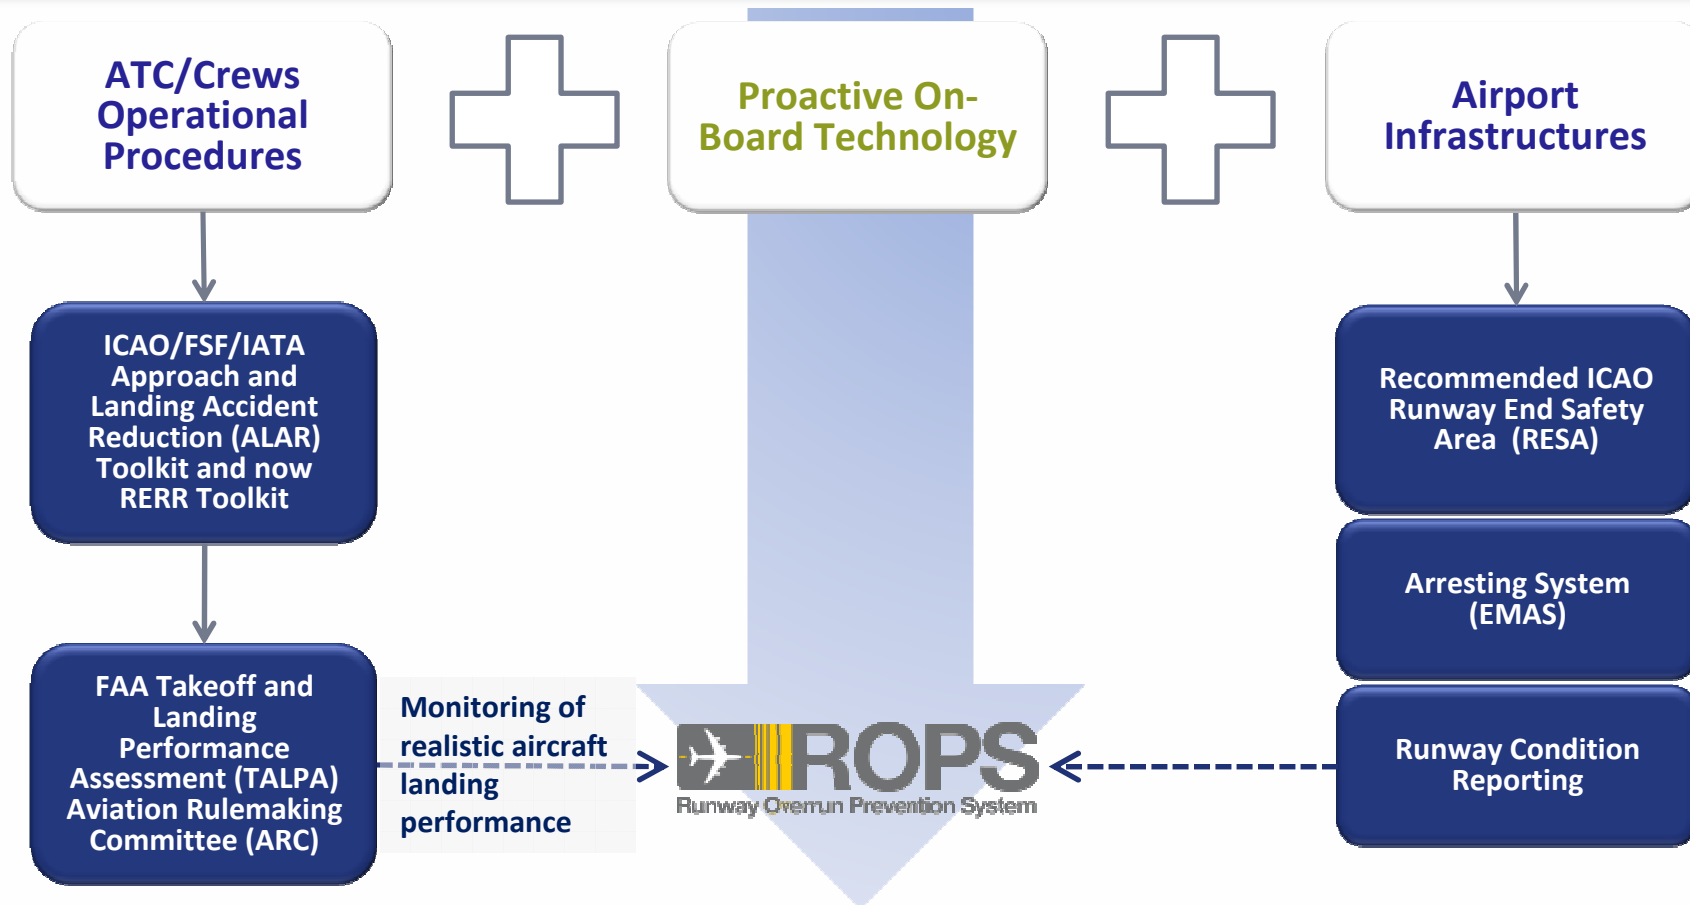 ATC/Crews
Operational
Procedures
Proactive On-
Board Technology
Airport
Infrastructures
ICAO/FSF/IATA
Approach and
Landing Accident
Reduction (ALAR)
Toolkit and now
RERR Toolkit
FAA Takeoff and
Landing
Performance
Assessment (TALPA)
Aviation Rulemaking
Committee (ARC)
Monitoring of
realistic aircraft
landing
performance
ROPS
Runway Overrun Prevention System
Recommended ICAO
Runway End Safety
Area (RESA)
Arresting System
(EMAS)
Runway Condition
Reporting